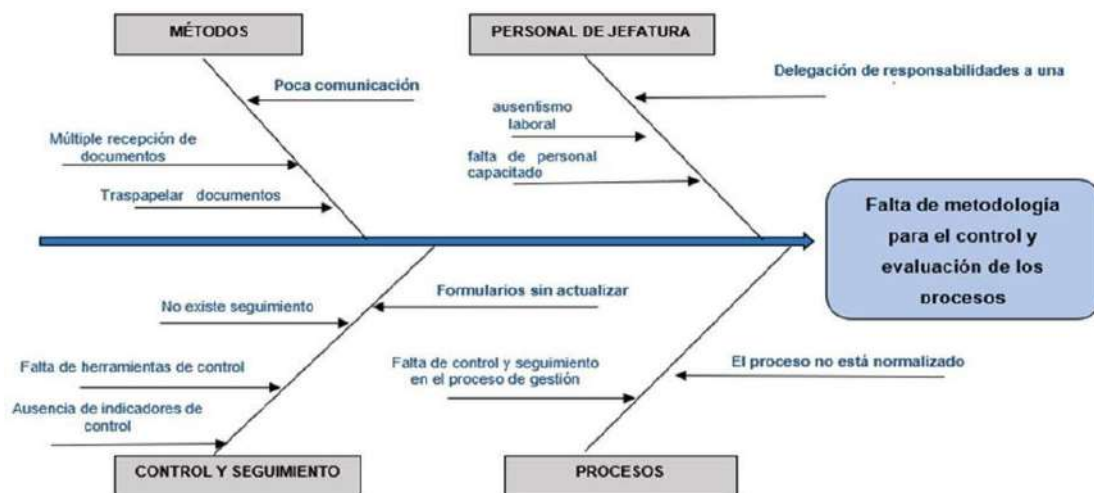 MÉTODOS
PERSONAL DE JEFATURA
Poca comunicación
Delegación de responsabilidades a una
ausentismo
laboral
Múltiple recepción de
documentos
falta de personal
capacitado
Traspapelar documentos
Falta de metodología
para el control y
evaluación de los
procesos
No existe seguimiento
Formularios sin actualizar
Falta de herramientas de control
Falta de control y seguimiento
en el proceso de gestión
El proceso no está normalizado
Ausencia de indicadores de
control
CONTROL Y SEGUIMIENTO
PROCESOS